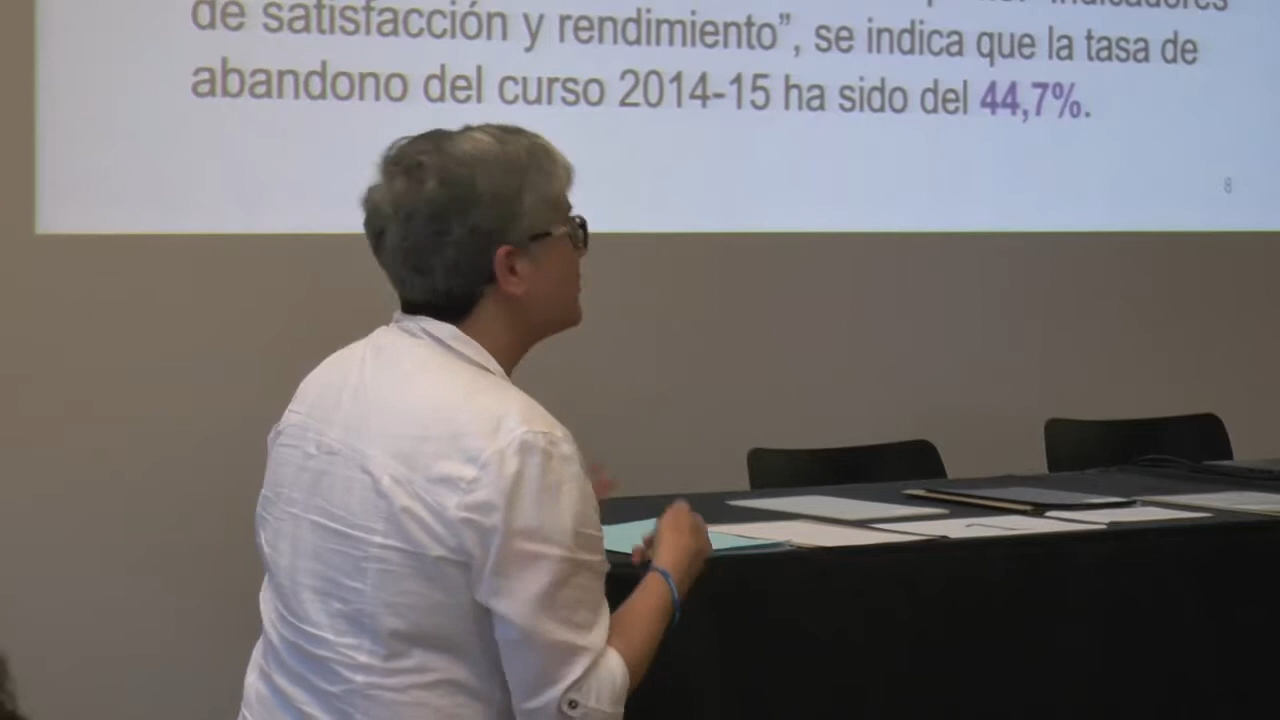 Indicadores
de satisfacción y rendimiento”, se indica que la tasa de
abandono del curso 2014-15 ha sido del 44,7%.
8